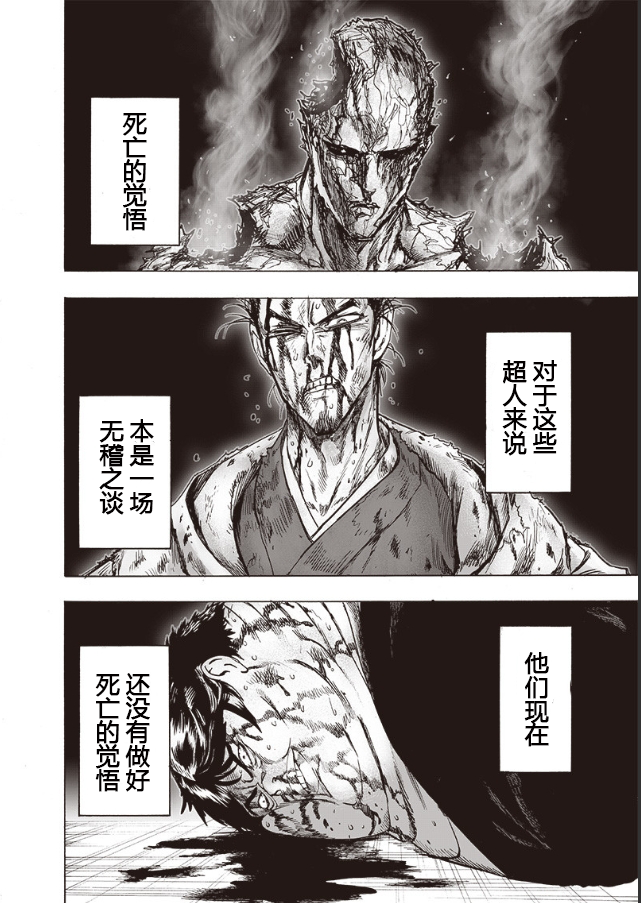 死亡的觉悟
对于这些
超人来说
本是一场
无稽之谈
他们现在
还没有做好
死亡的觉悟